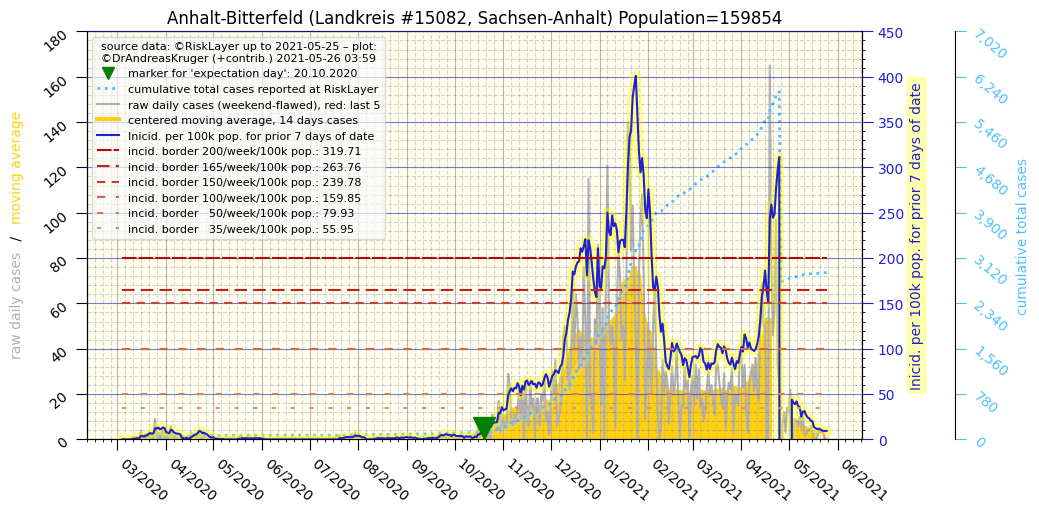 Anhalt-Bitterfeld (Landkreis #15082, Sachsen-Anhalt) Population=159854
source data: ©RiskLayer up to 2021-05-25 – plot:
©DrAndreasKruger (+contrib.) 2021-05-26 03:59
marker for 'expectation day': 20.10.2020
cumulative total cases reported at RiskLayer
raw daily cases (weekend-flawed), red: last 5
centered moving average, 14 days cases
Inicid. per 100k pop. for prior 7 days of date
incid. border 200/week/100k pop.: 319.71
incid. border 165/week/100k pop.: 263.76
incid. border 150/week/100k pop.: 239.78
incid. border 100/week/100k pop.: 159.85
incid. border   50/week/100k pop.: 79.93
incid. border   35/week/100k pop.: 55.95
raw daily cases   /   moving average
180
160
140
120
100
80
60
40
20
0
03/2020
04/2020
05/2020
06/2020
07/2020
08/2020
09/2020
10/2020
11/2020
12/2020
01/2021
02/2021
03/2021
04/2021
05/2021
06/2021
450
400
350
300
250
200
150
100
50
0
Inicid. per 100k pop. for prior 7 days of date
7,020
6,240
5,460
4,680
3,900
3,120
2,340
1,560
780
0
cumulative total cases